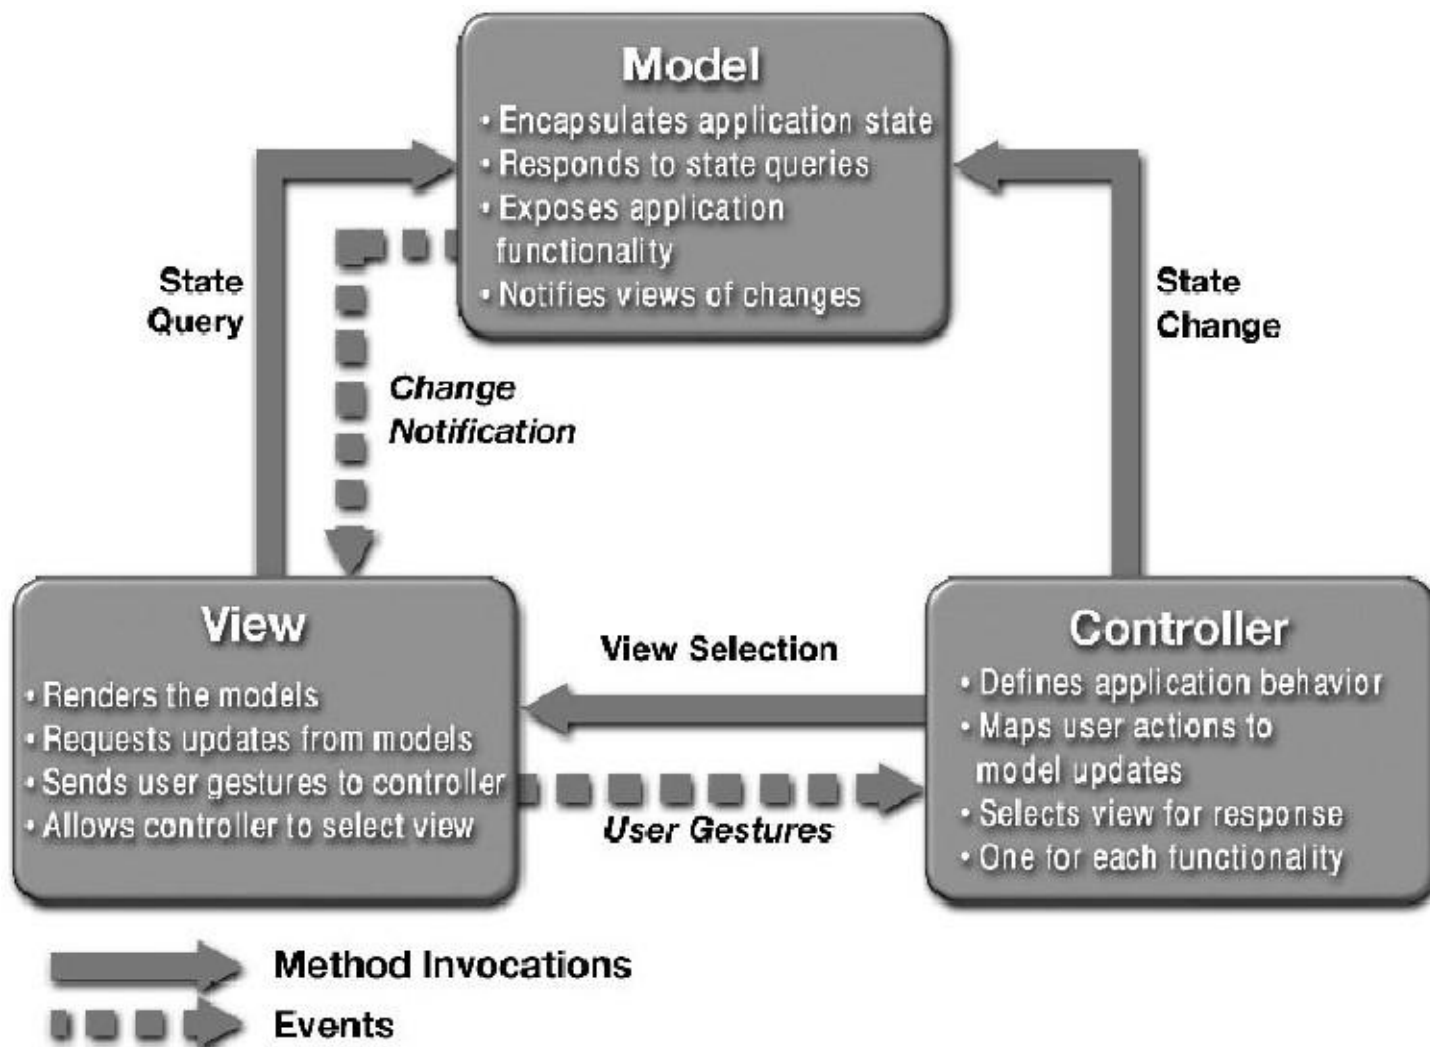 Model
• Encapsulates application state
• Responds to state queries
• Exposes application
functionality
• Notifies views of changes
State
Query
State
Change
Change
Notification
View
• Renders the models
• Requests updates from models
• Sends user gestures to controller
• Allows controller to select view
View Selection
User Gestures
Controller
• Defines application behavior
• Maps user actions to
model updates
• Selects view for response
• One for each functionality
Method Invocations
Events